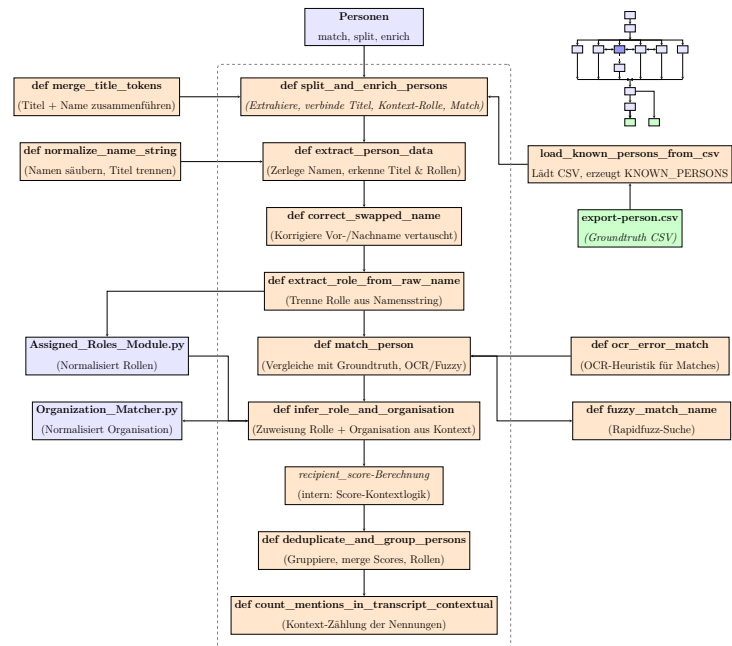 Personen
match, split, enrich
def merge_title_tokens
(Titel + Name zusammenführen)
def split_and_enrich_persons
(Extrahiere, verbinde Titel, Kontext-Rolle, Match)
def normalize_name_string
(Namen säubern, Titel trennen)
def extract_person_data
(Zerlege Namen, erkenne Titel & Rollen)
load_known_persons_from_csv
Lädt CSV, erzeugt KNOWN_PERSONS
def correct_swapped_name
(Korrigiere Vor-/Nachname vertauscht)
export-person.csv
(Groundtruth CSV)
def extract_role_from_raw_name
(Trenne Rolle aus Namensstring)
Assigned_Roles_Module.py
(Normalisiert Rollen)
def match_person
(Vergleiche mit Groundtruth, OCR/Fuzzy)
def ocr_error_match
(OCR-Heuristik für Matches)
Organization_Matcher.py
(Normalisiert Organisation)
def infer_role_and_organisation
(Zuweisung Rolle + Organisation aus Kontext)
def fuzzy_match_name
(Rapidfuzz-Suche)
recipient_score-Berechnung
(intern: Score-Kontextlogik)
def deduplicate_and_group_persons
(Gruppiere, merge Scores, Rollen)
def count_mentions_in_transcript_contextual
(Kontext-Zählung der Nennungen)